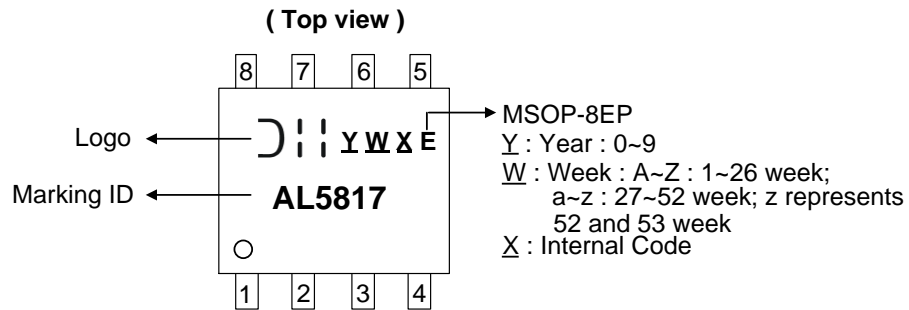 ( Top view )
8 7 6 5
Logo
Y W X E
MSOP-8EP
Y : Year : 0~9
W : Week : A~Z : 1~26 week;
a~z : 27~52 week; z represents
52 and 53 week
X : Internal Code
Marking ID
AL5817
1 2 3 4